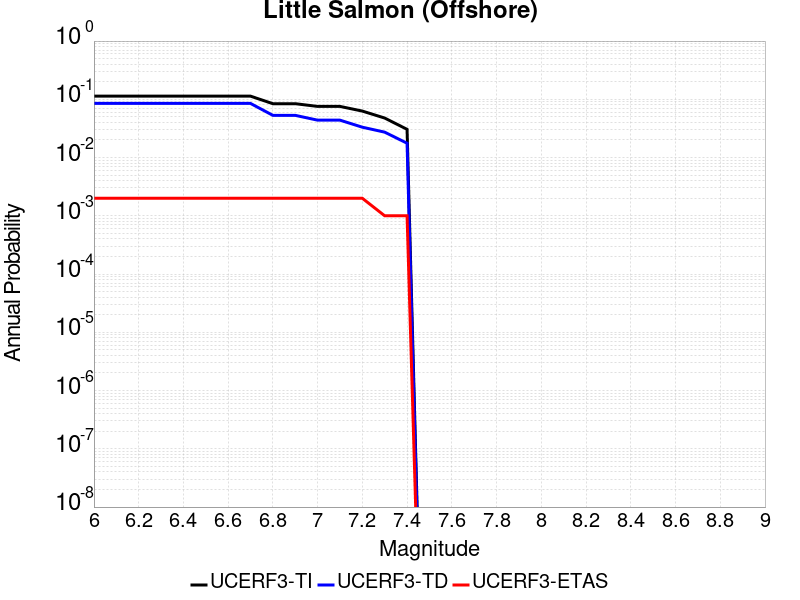 Little Salmon (Offshore)
10^0
10^-1
10^-2
10^-3
10^-4
10^-5
10^-6
10^-7
10^-8
Annual Probability
6 6.2 6.4 6.6 6.8 7 7.2 7.4 7.6 7.8 8 8.2 8.4 8.6 8.8 9
Magnitude
UCERF3-TI UCERF3-TD UCERF3-ETAS